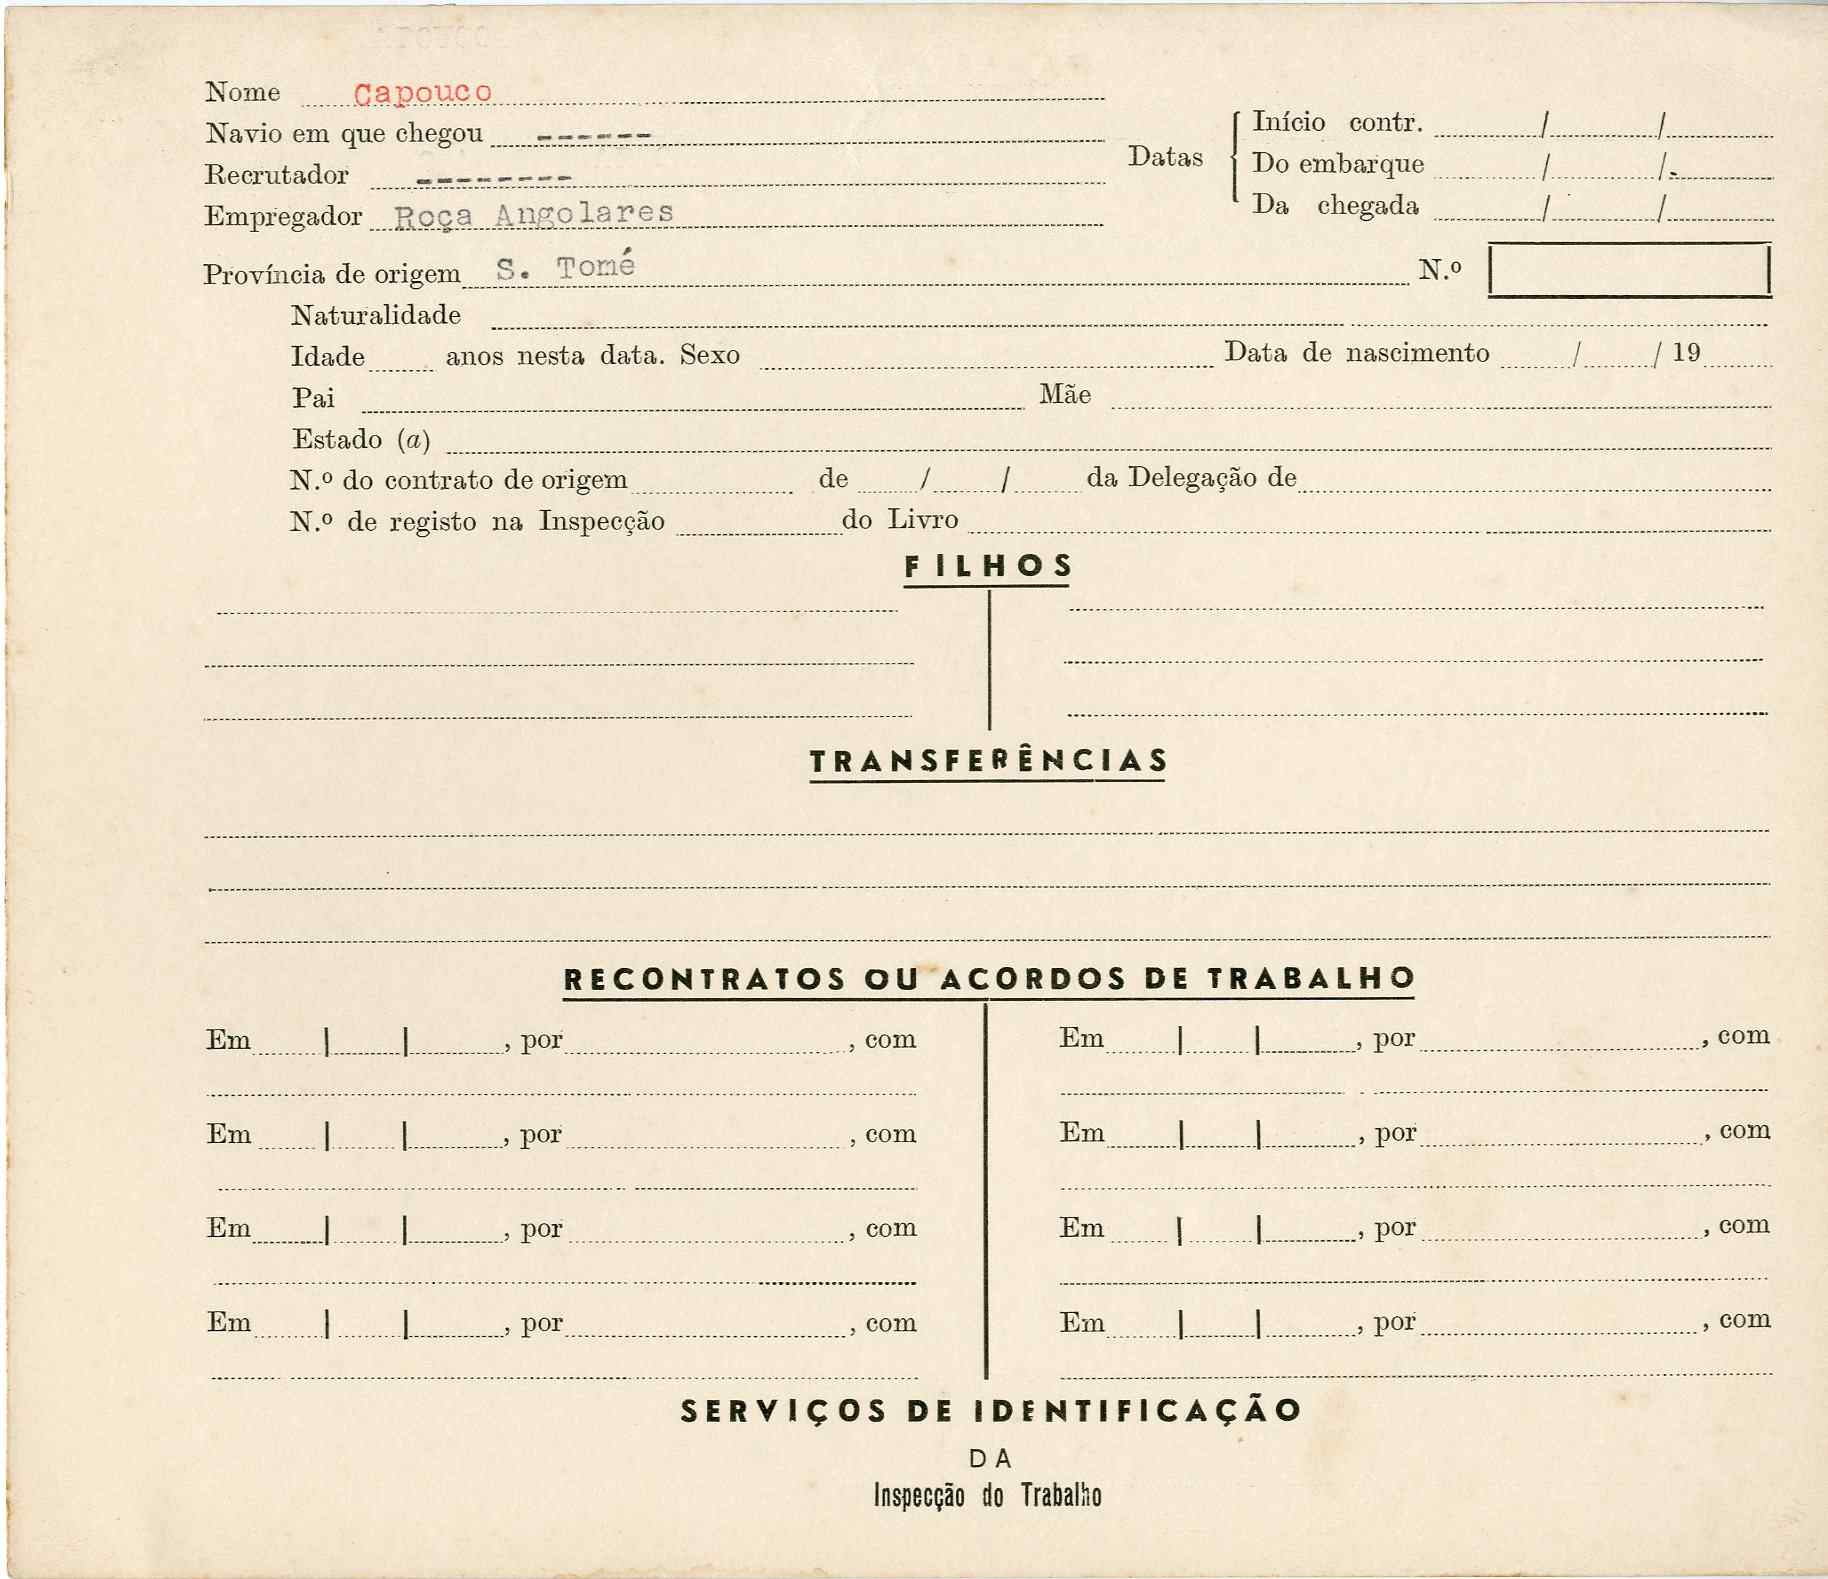 Nome Capouco
Navio em que chegou ------
Recrutador --------
Empregador Roça Angolares
Datas
Início contr. / /
Do embarque / /
Da chegada / /
Província de origem S. Tomé N.º
Naturalidade
Idade anos nesta data. Sexo Data de nascimento / / 19
Pai Mãe
Estado (a)
N.º do contrato de origem de / / da Delegação de
N.º de registo na Inspecção do Livro
FILHOS
TRANSFERÊNCIAS
RECONTRATOS OU ACORDOS DE TRABALHO
Em | | , por , com
Em | | , por , com
Em | | , por , com
Em | | , por , com
Em | | , por , com
Em | | , por , com
Em | | , por , com
Em | | , por , com
SERVIÇOS DE IDENTIFICAÇÃO
DA
Inspecção do Trabalho